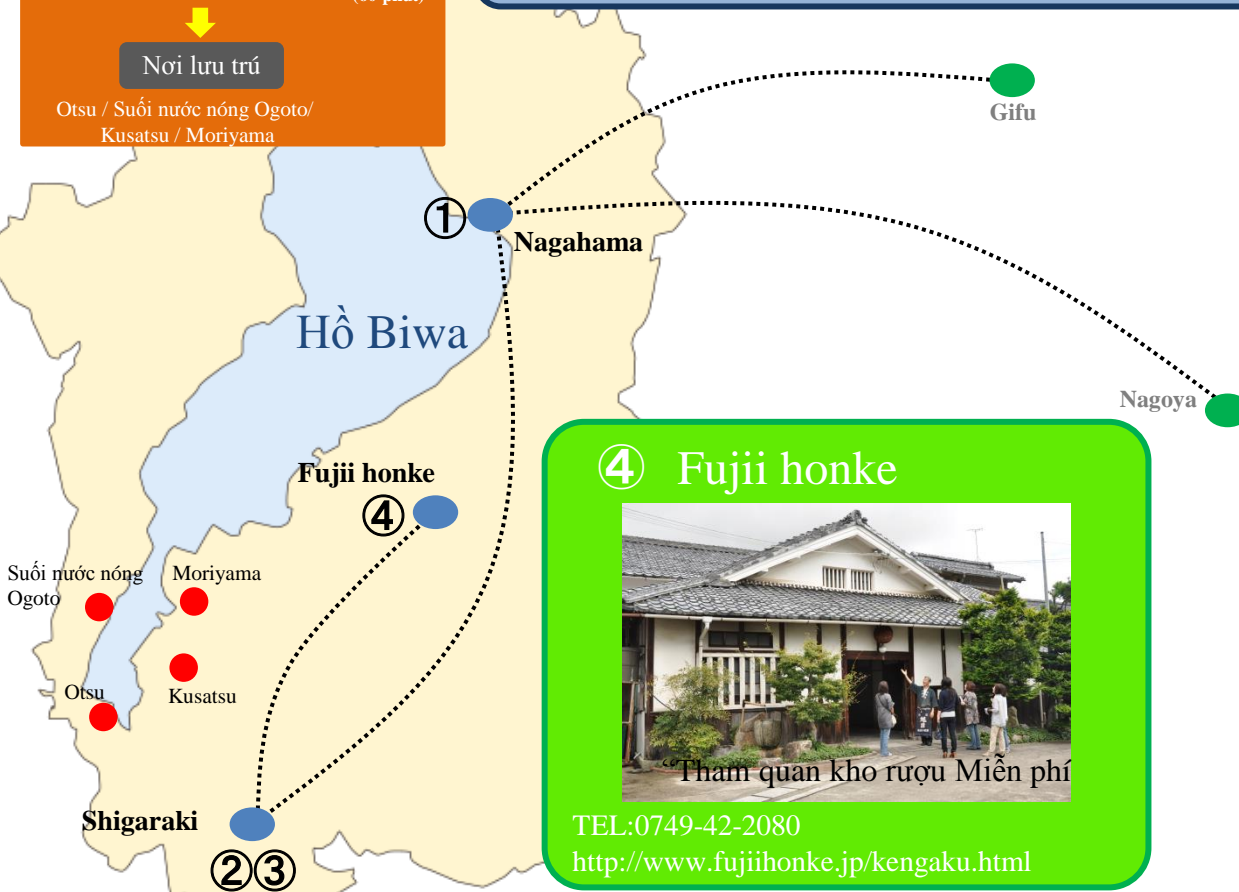 Nơi lưu trú
Otsu / Suối nước nóng Ogoto/
Kusatsu / Moriyama
Gifu
①
Nagahama
Hồ Biwa
Nagoya
Fujii honke
④
④ Fujii honke
Suối nước nóng
Ogoto
Moriyama
Otsu
Kusatsu
“Tham quan kho rượu Miễn phí
Shigaraki
②③
TEL:0749-42-2080
http://www.fujiihonke.jp/kengaku.html